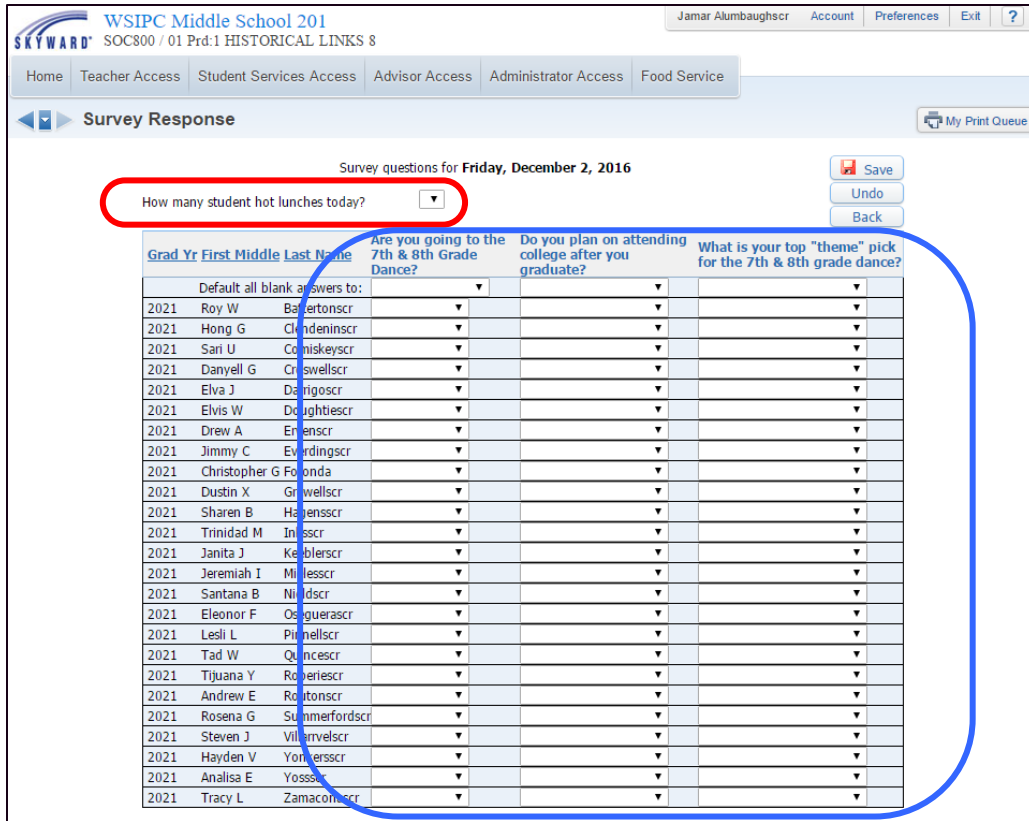 WSIPC Middle School 201
Jamar Alumbaughscr Account Preferences Exit ?
SKYWARD
SOC800 / 01 Prd:1 HISTORICAL LINKS 8
Home Teacher Access Student Services Access Advisor Access Administrator Access Food Service
Survey Response
My Print Queue
Survey questions for Friday, December 2, 2016
Save
How many student hot lunches today?
Undo
Back
Grad Yr First Middle Last Name Are you going to the 7th & 8th Grade Dance? Do you plan on attending college after you graduate? What is your top "theme" pick for the 7th & 8th grade dance?
Default all blank answers to:
2021 Roy W
2021 Hong G
2021 Sari U
2021 Danyell G
2021 Elva J
2021 Elvis W Doughtiescr
2021 Drew A
2021 Jimmy C Everdingscr
2021 Christopher G
2021 Dustin X
2021 Sharen B
2021 Trinidad M
2021 Janita J Keeblerscr
2021 Jeremiah I
2021 Santana B
2021 Eleonor F Oseguerascr
2021 Lesli L
2021 Tad W Quincescr
2021 Tijuana Y
2021 Andrew E
2021 Rosena G Summerfordscr
2021 Steven J
2021 Hayden V
2021 Analisa E
2021 Tracy L